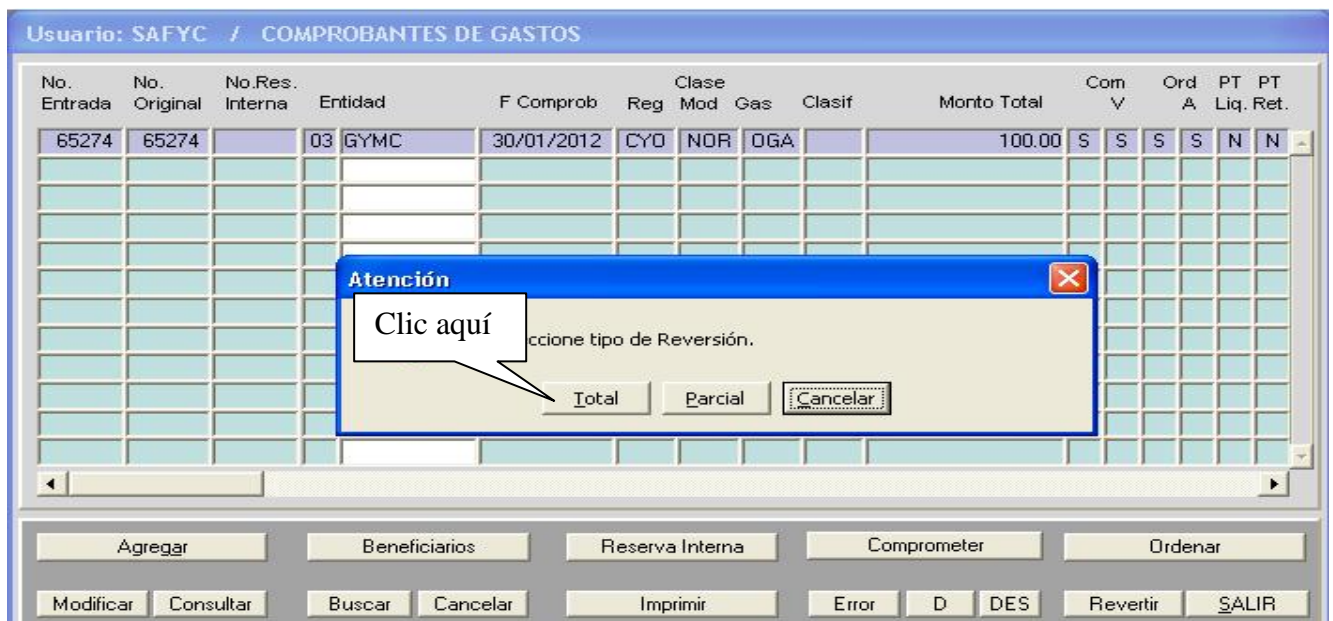 Usuario: SAFYC / COMPROBANTES DE GASTOS
No. No. No.Res. Clase Com Ord PT PT
Entrada Original Interna Entidad F Comprob Reg Mod Gas Clasif Monto Total V A Liq. Ret.
65274 65274 03 GYMC 30/01/2012 CYO NOR OGA 100.00 S S S S N N
Atención
Clic aquí
ccione tipo de Reversión.
Total Parcial Cancelar
Agregar Beneficiarios Reserva Interna Comprometer Ordenar
Modificar Consultar Buscar Cancelar Imprimir Error D DES Revertir SALIR